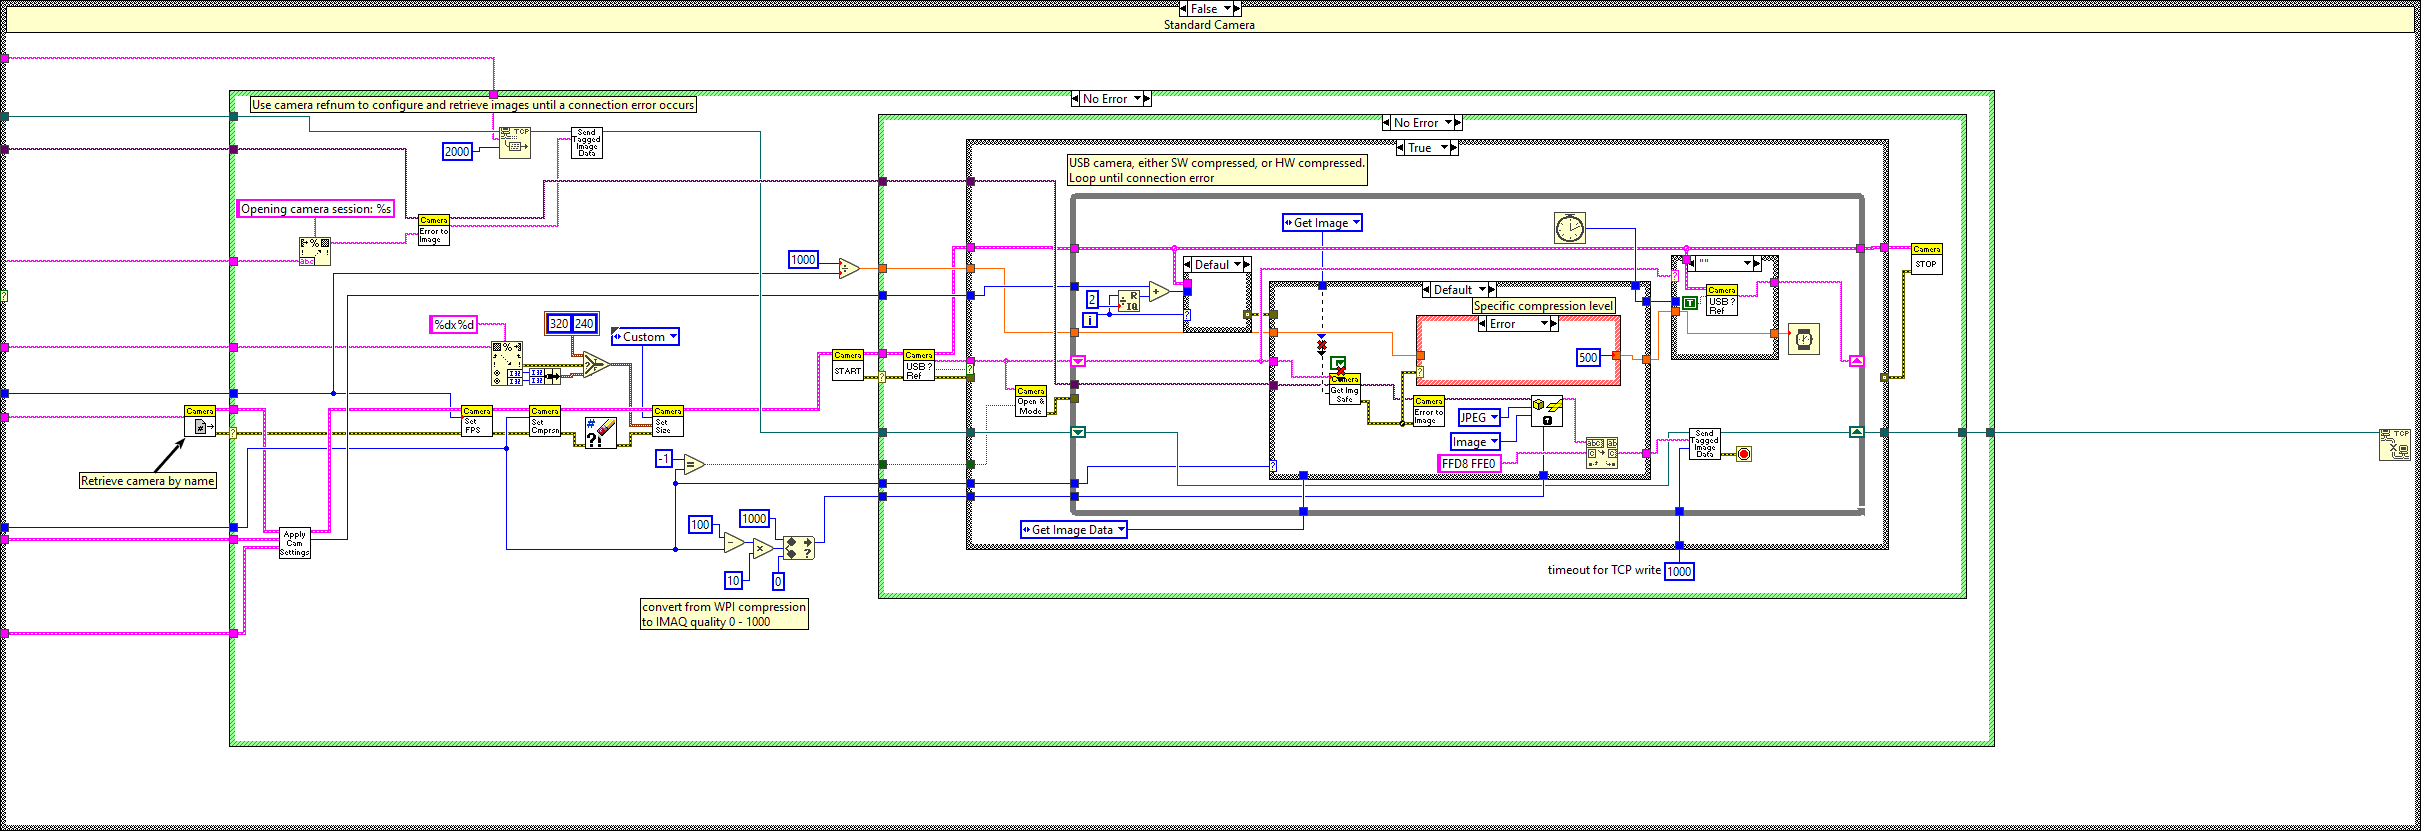 False
Standard Camera
Use camera refnum to configure and retrieve images until a connection error occurs
No Error
No Error
True
TCP
2000
Send
Tagged
Image
Data
USB camera, either SW compressed, or HW compressed.
Loop until connection error
Opening camera session: %s
Camera
Error to
Image
abc
Get Image
1000
Defaul
""
Camera
STOP
2
i
R
IQ
Default
Specific compression level
Camera
USB ?
Ref
%dx%d
320 240
Custom
Error
500
I32 I32
I32
Camera
START
Camera
USB ?
Ref
Camera
Get Img
Safe
Camera
Open &
Mode
Camera
#
Camera
Set
FPS
Camera
Set
Cmprsn
#
?!
Camera
Set
Size
Camera
Error to
Image
JPEG
Image
FFD8 FFE0
Send
Tagged
Image
Data
TCP
Retrieve camera by name
-1
=
100
1000
Get Image Data
Apply
Cam
Settings
10
0
timeout for TCP write 1000
convert from WPI compression
to IMAQ quality 0 - 1000